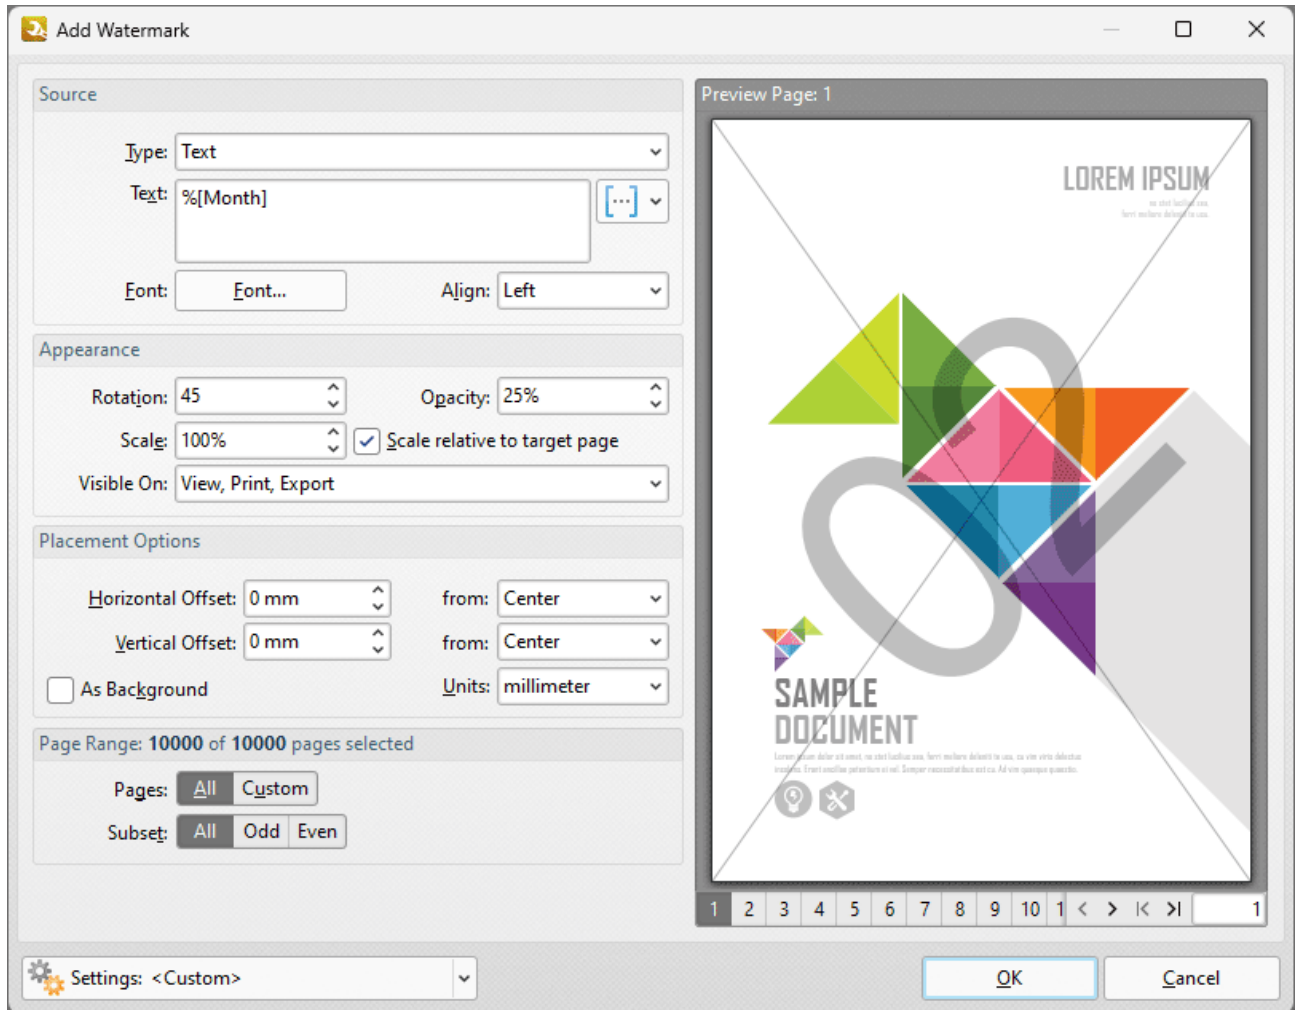 Add Watermark
Source
Type: Text
Text: %[Month]
Font: Font... Align: Left
Appearance
Rotation: 45 Opacity: 25%
Scale: 100% Scale relative to target page
Visible On: View, Print, Export
Placement Options
Horizontal Offset: 0 mm from: Center
Vertical Offset: 0 mm from: Center
As Background Units: millimeter
Page Range: 10000 of 10000 pages selected
Pages: All Custom
Subset: All Odd Even
Preview Page: 1
LOREM IPSUM
SAMPLE
DOCUMENT
1 2 3 4 5 6 7 8 9 10 1 1
Settings: <Custom>
OK Cancel